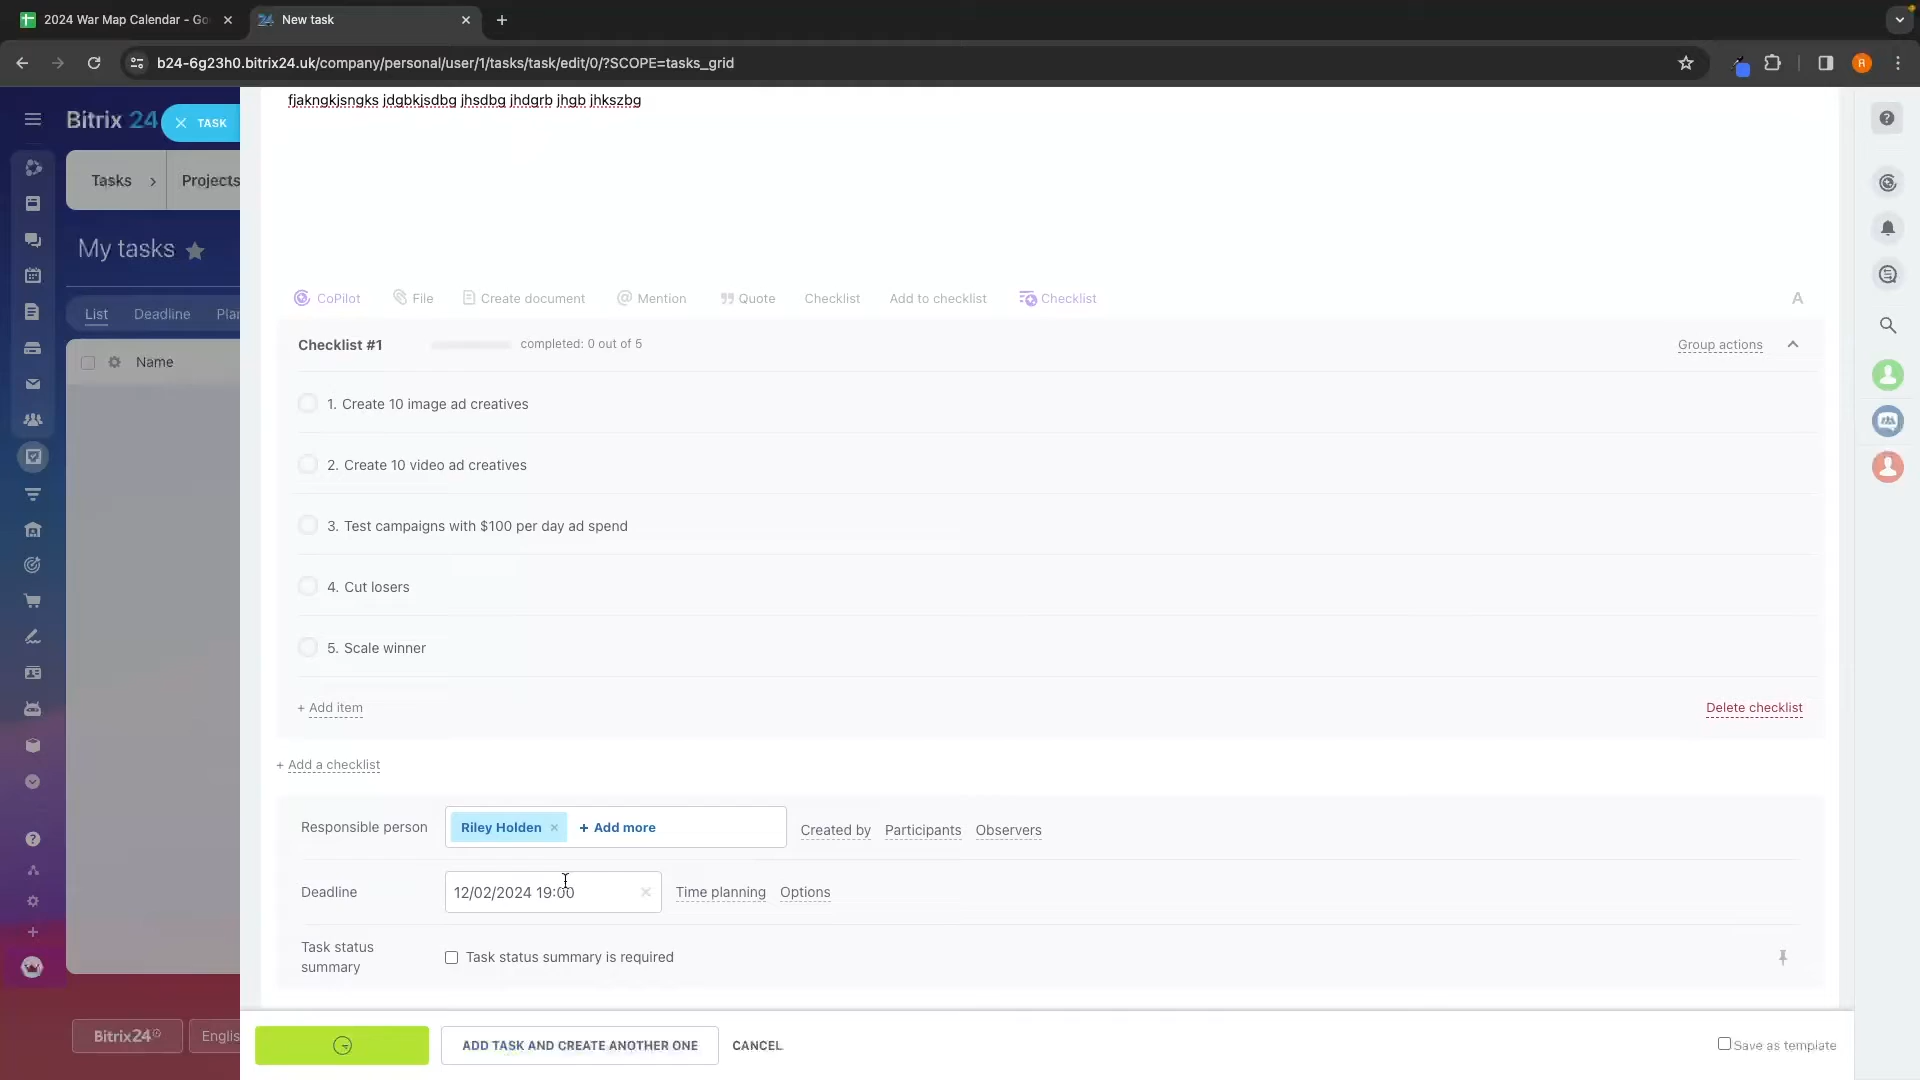 2024 War Map Calendar - Go
New task
b24-6g23h0.bitrix24.uk/company/personal/user/1/tasks/task/edit/0/?SCOPE=tasks_grid
R
Bitrix 24
TASK
fjakngkjsngks jdgbkjsdbg jhsdbg jhdgrb jhgb jhkszbg
Tasks
Projects
My tasks
CoPilot
File
Create document
Mention
Quote
Checklist
Add to checklist
Checklist
A
List
Deadline
Plan
Name
Checklist #1
completed: 0 out of 5
Group actions
1. Create 10 image ad creatives
2. Create 10 video ad creatives
3. Test campaigns with $100 per day ad spend
4. Cut losers
5. Scale winner
+ Add item
Delete checklist
+ Add a checklist
Responsible person
Riley Holden ×
+ Add more
Created by
Participants
Observers
Deadline
12/02/2024 19:00
Time planning
Options
Task status
summary
Task status summary is required
Bitrix24
Englis
ADD TASK AND CREATE ANOTHER ONE
CANCEL
Save as template